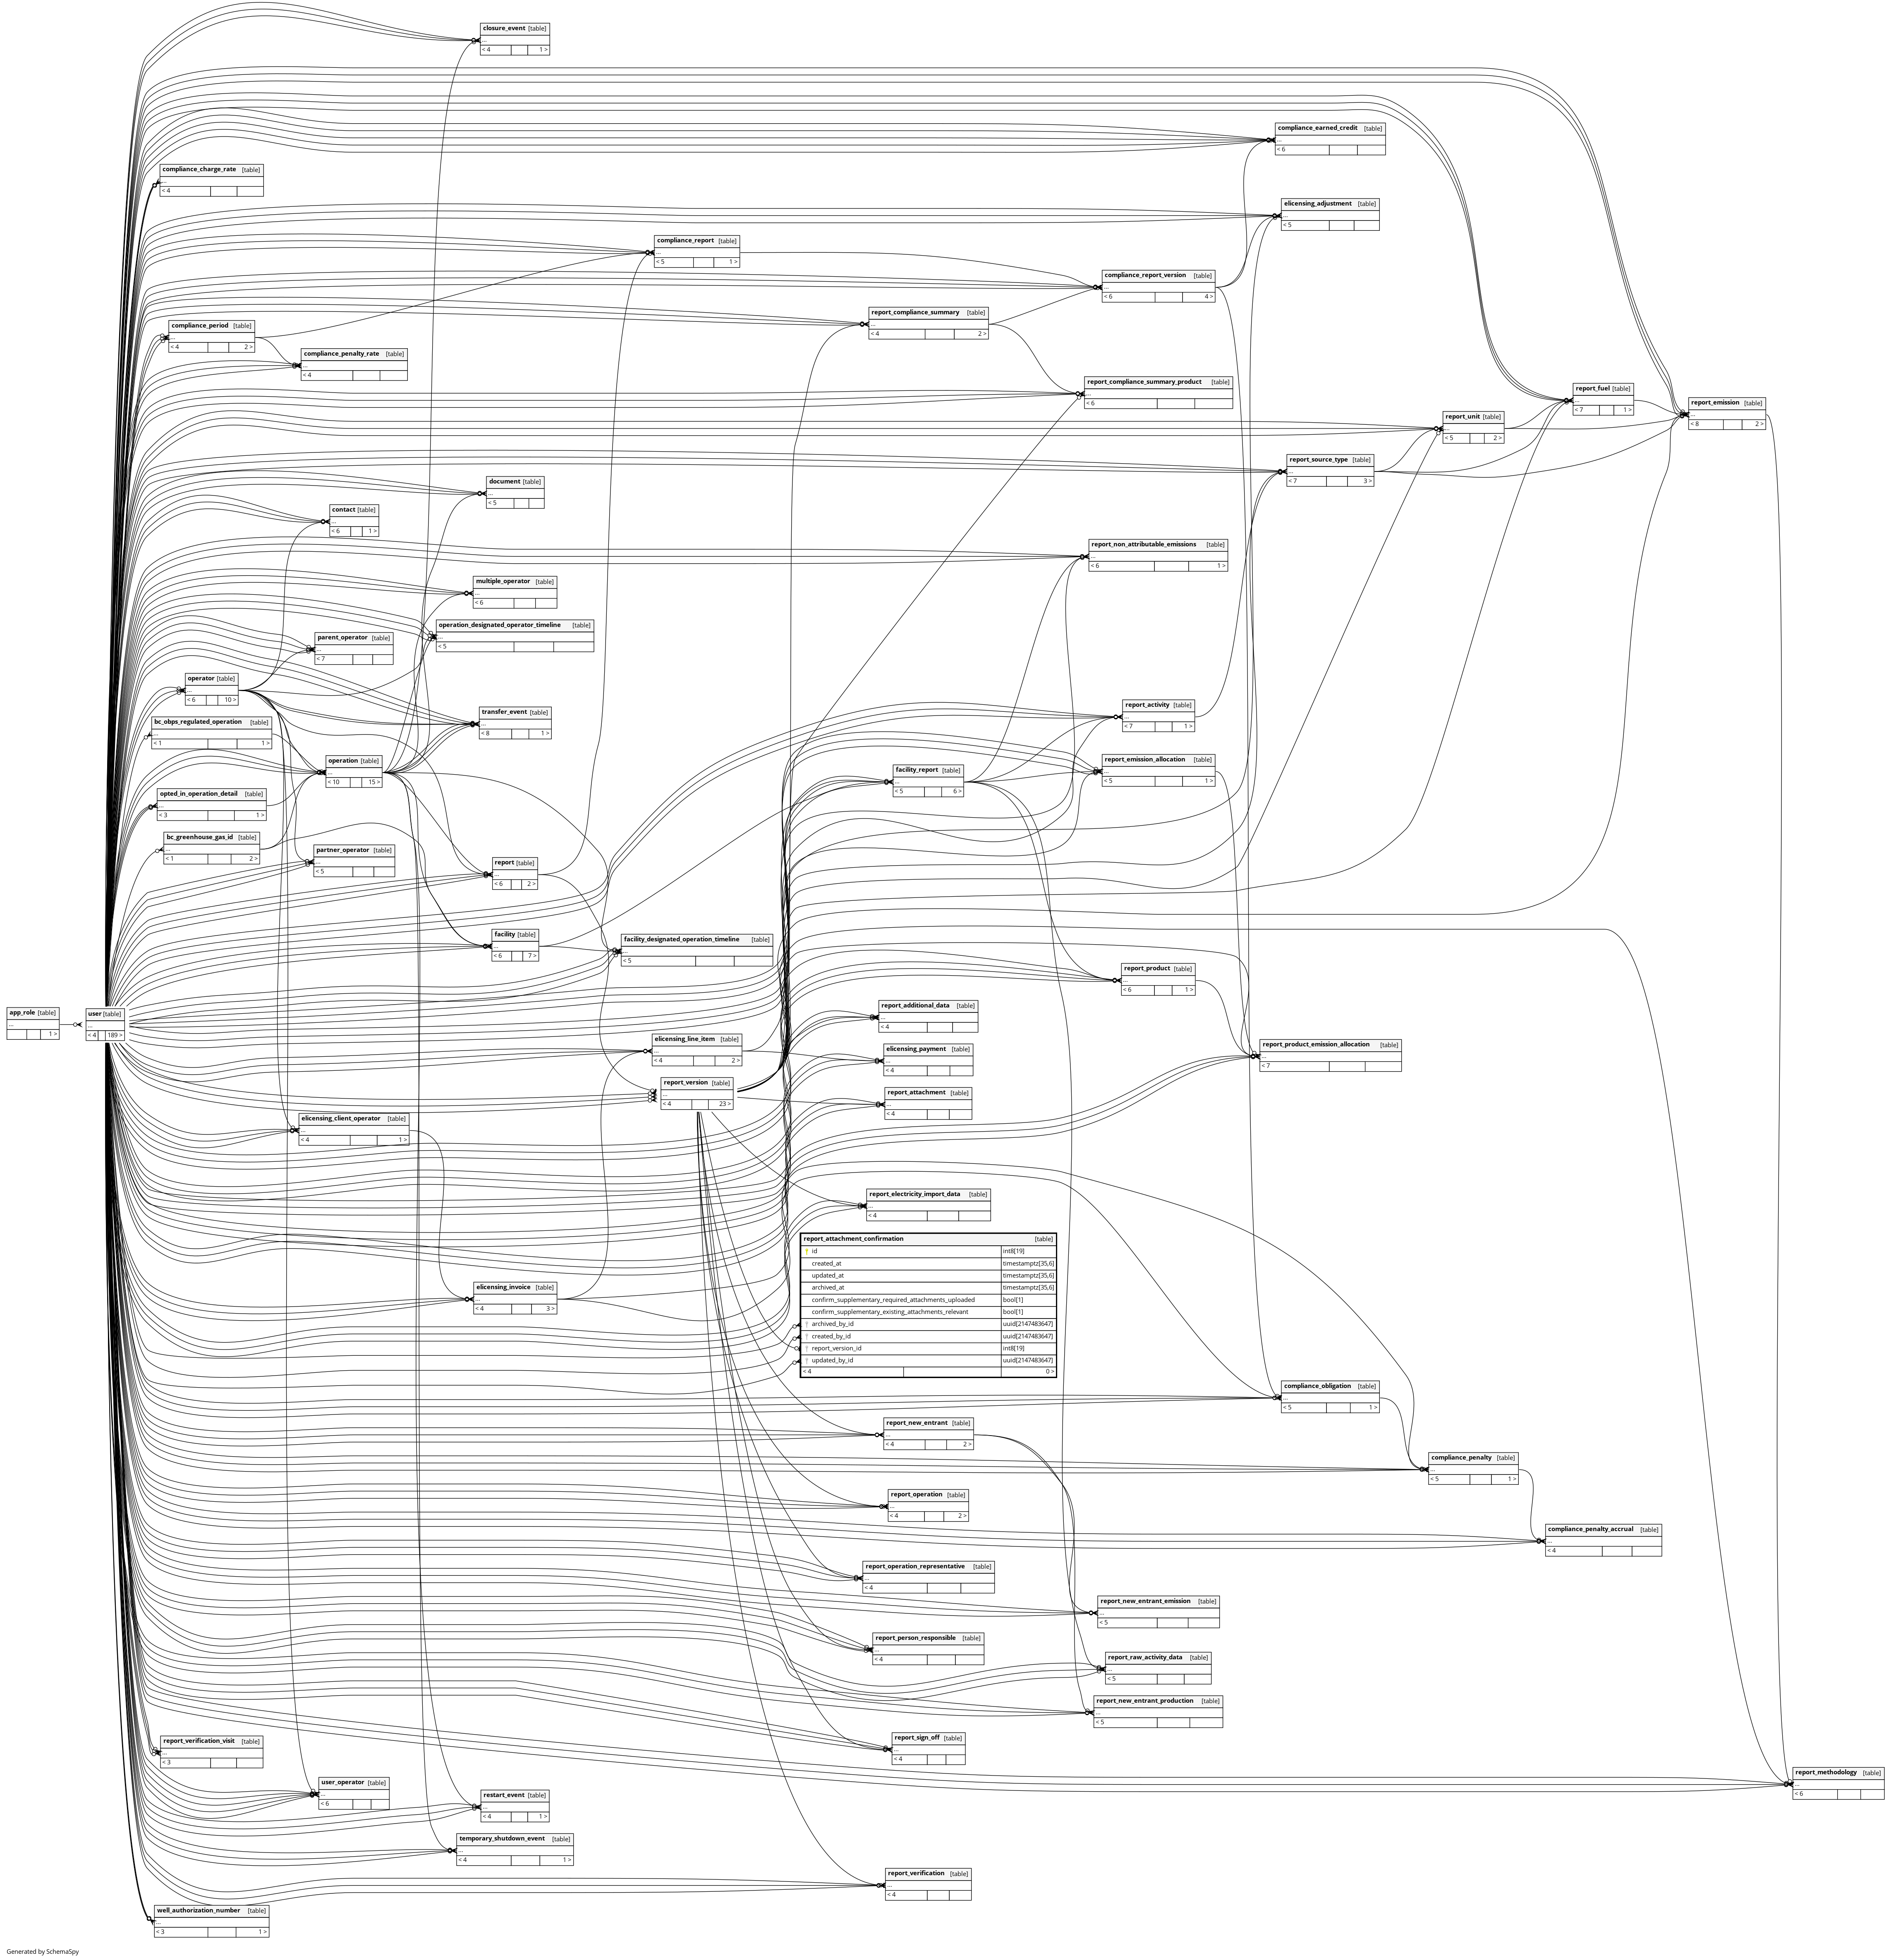 closure_event [table]
...
< 4 1 >
compliance_earned_credit [table]
...
< 6
compliance_charge_rate [table]
...
< 4
elicensing_adjustment [table]
...
< 5
compliance_report [table]
...
< 5 1 >
compliance_report_version [table]
...
< 6 4 >
report_compliance_summary [table]
...
< 4 2 >
compliance_period [table]
...
< 4 2 >
compliance_penalty_rate [table]
...
< 4
report_compliance_summary_product [table]
...
< 6
report_fuel [table]
...
< 7 1 >
report_emission [table]
...
< 8 2 >
report_unit [table]
...
< 5 2 >
report_source_type [table]
...
< 7 3 >
document [table]
...
< 5
contact [table]
...
< 6 1 >
report_non_attributable_emissions [table]
...
< 6 1 >
multiple_operator [table]
...
< 6
operation_designated_operator_timeline [table]
...
< 5
parent_operator [table]
...
< 7
operator [table]
...
< 6 10 >
report_activity [table]
...
< 7 1 >
transfer_event [table]
...
< 8 1 >
bc_obps_regulated_operation [table]
...
< 1 1 >
operation [table]
...
< 10 15 >
report_emission_allocation [table]
...
< 5 1 >
facility_report [table]
...
< 5 6 >
opted_in_operation_detail [table]
...
< 3 1 >
bc_greenhouse_gas_id [table]
...
< 1 2 >
partner_operator [table]
...
< 5
report [table]
...
< 6 2 >
facility [table]
...
< 6 7 >
facility_designated_operation_timeline [table]
...
< 5
report_product [table]
...
< 6 1 >
app_role [table]
...
1 >
user [table]
...
< 4 189 >
report_additional_data [table]
...
< 4
elicensing_line_item [table]
...
< 4 2 >
elicensing_payment [table]
...
< 4
report_product_emission_allocation [table]
...
< 7
report_version [table]
...
< 4 23 >
report_attachment [table]
...
< 4
elicensing_client_operator [table]
...
< 4 1 >
report_electricity_import_data [table]
...
< 4
report_attachment_confirmation [table]
id int8[19]
created_at timestamptz[35,6]
updated_at timestamptz[35,6]
archived_at timestamptz[35,6]
confirm_supplementary_required_attachments_uploaded bool[1]
confirm_supplementary_existing_attachments_relevant bool[1]
archived_by_id uuid[2147483647]
created_by_id uuid[2147483647]
report_version_id int8[19]
updated_by_id uuid[2147483647]
< 4 0 >
elicensing_invoice [table]
...
< 4 3 >
compliance_obligation [table]
...
< 5 1 >
report_new_entrant [table]
...
< 4 2 >
compliance_penalty [table]
...
< 5 1 >
report_operation [table]
...
< 4 2 >
compliance_penalty_accrual [table]
...
< 4
report_operation_representative [table]
...
< 4
report_new_entrant_emission [table]
...
< 5
report_person_responsible [table]
...
< 4
report_raw_activity_data [table]
...
< 5
report_new_entrant_production [table]
...
< 5
report_sign_off [table]
...
< 4
report_verification_visit [table]
...
< 3
report_methodology [table]
...
< 6
user_operator [table]
...
< 6
restart_event [table]
...
< 4 1 >
temporary_shutdown_event [table]
...
< 4 1 >
report_verification [table]
...
< 4
well_authorization_number [table]
...
< 3 1 >
Generated by SchemaSpy